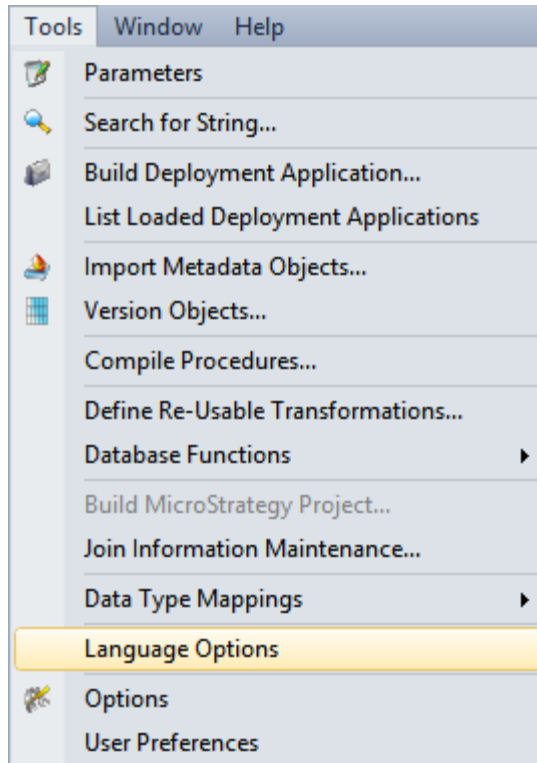 Tools Window Help
Parameters
Search for String...
Build Deployment Application...
List Loaded Deployment Applications
Import Metadata Objects...
Version Objects...
Compile Procedures...
Define Re-Usable Transformations...
Database Functions
Build MicroStrategy Project...
Join Information Maintenance...
Data Type Mappings
Language Options
Options
User Preferences